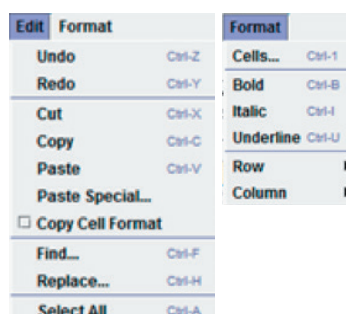 Edit Format
Undo Ctrl-Z
Redo Ctrl-Y
Cut Ctrl-X
Copy Ctrl-C
Paste Ctrl-V
Paste Special...
Copy Cell Format
Find... Ctrl-F
Replace... Ctrl-H
Select All Ctrl-A
Format
Cells... Ctrl-1
Bold Ctrl-B
Italic Ctrl-I
Underline Ctrl-U
Row
Column